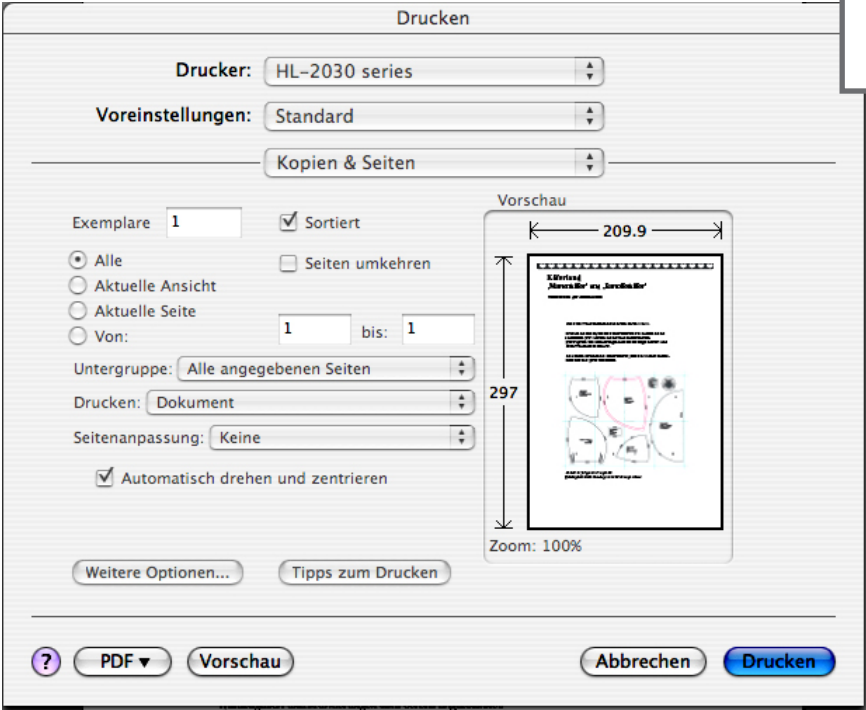 Drucken
Drucker: HL-2030 series
Voreinstellungen: Standard
Kopien & Seiten
Exemplare 1 Sortiert
Alle Seiten umkehren
Aktuelle Ansicht
Aktuelle Seite
Von: 1 bis: 1
Untergruppe: Alle angegebenen Seiten
Drucken: Dokument
Seitenanpassung: Keine
Automatisch drehen und zentrieren
Weitere Optionen... Tipps zum Drucken
Vorschau
209.9
297
Zoom: 100%
? PDF Vorschau Abbrechen Drucken